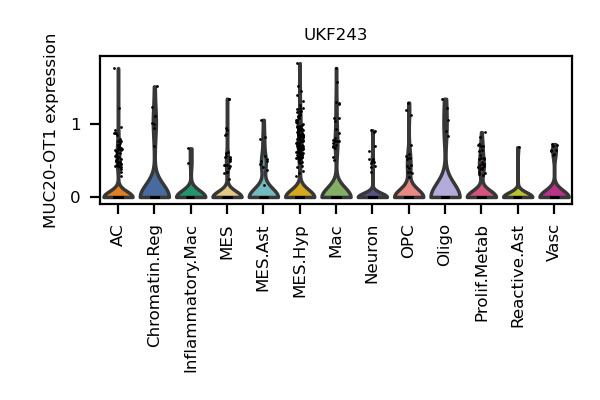 UKF243
MUC20-OT1 expression
1
0
AC
Chromatin.Reg
Inflammatory.Mac
MES
MES.Ast
MES.Hyp
Mac
Neuron
OPC
Oligo
Prolif.Metab
Reactive.Ast
Vasc